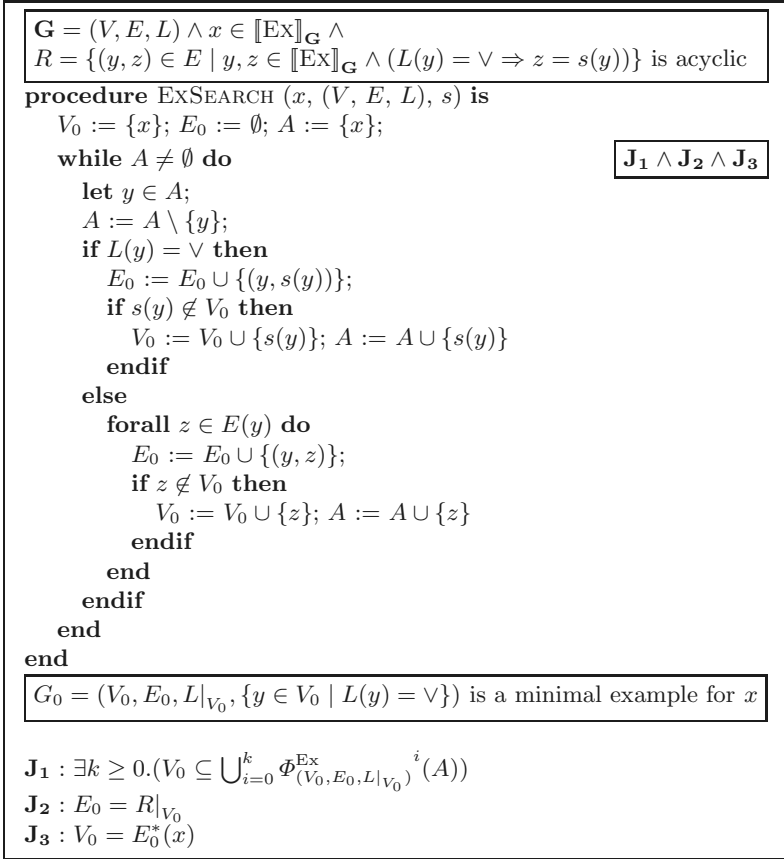 G = (V, E, L) ∧ x ∈ ⟦Ex⟧_G ∧
R = {(y, z) ∈ E | y, z ∈ ⟦Ex⟧_G ∧ (L(y) = ∨ ⇒ z = s(y))} is acyclic
procedure ExSearch (x, (V, E, L), s) is
V₀ := {x}; E₀ := ∅; A := {x};
while A ≠ ∅ do J₁ ∧ J₂ ∧ J₃
let y ∈ A;
A := A \ {y};
if L(y) = ∨ then
E₀ := E₀ ∪ {(y, s(y))};
if s(y) ∉ V₀ then
V₀ := V₀ ∪ {s(y)}; A := A ∪ {s(y)}
endif
else
forall z ∈ E(y) do
E₀ := E₀ ∪ {(y, z)};
if z ∉ V₀ then
V₀ := V₀ ∪ {z}; A := A ∪ {z}
endif
end
endif
end
end
G₀ = (V₀, E₀, L|_{V₀}, {y ∈ V₀ | L(y) = ∨}) is a minimal example for x
J₁ : ∃k ≥ 0.(V₀ ⊆ ⋃_{i=0}^{k} Φ^{Ex}_{(V₀,E₀,L|_{V₀})}^{i}(A))
J₂ : E₀ = R|_{V₀}
J₃ : V₀ = E₀^*(x)